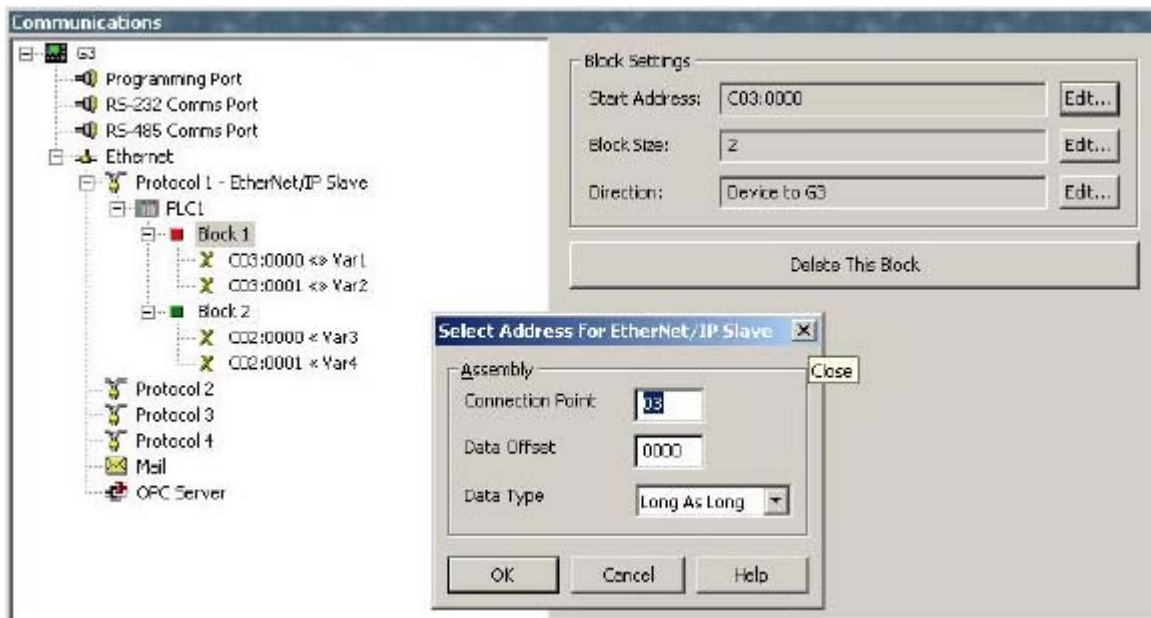 Communications
G3
Programming Port
RS-232 Comms Port
RS-485 Comms Port
Ethernet
Protocol 1 - EtherNet/IP Slave
PLC1
Block 1
C03:0000 «» Var1
C03:0001 «» Var2
Block 2
C02:0000 « Var3
C02:0001 « Var4
Protocol 2
Protocol 3
Protocol 4
Mail
OPC Server
Block Settings
Start Address: C03:0000 Edit...
Block Size: 2 Edit...
Direction: Device to G3 Edit...
Delete This Block
Select Address For EtherNet/IP Slave
Close
Assembly
Connection Point 03
Data Offset 0000
Data Type Long As Long
OK Cancel Help